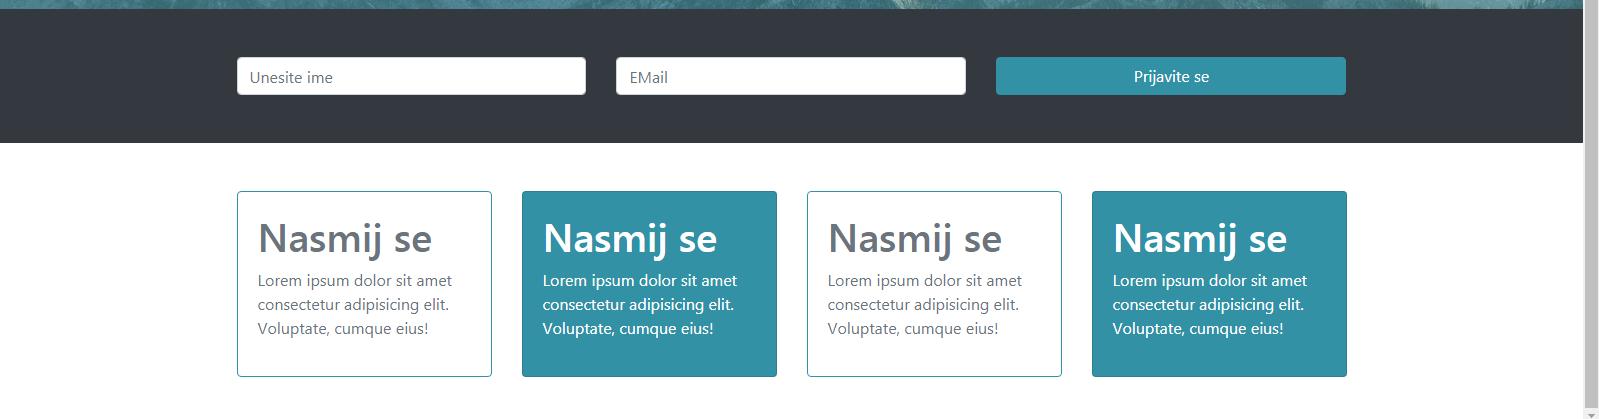 Unesite ime
EMail
Prijavite se
Nasmij se
Lorem ipsum dolor sit amet
consectetur adipisicing elit.
Voluptate, cumque eius!
Nasmij se
Lorem ipsum dolor sit amet
consectetur adipisicing elit.
Voluptate, cumque eius!
Nasmij se
Lorem ipsum dolor sit amet
consectetur adipisicing elit.
Voluptate, cumque eius!
Nasmij se
Lorem ipsum dolor sit amet
consectetur adipisicing elit.
Voluptate, cumque eius!